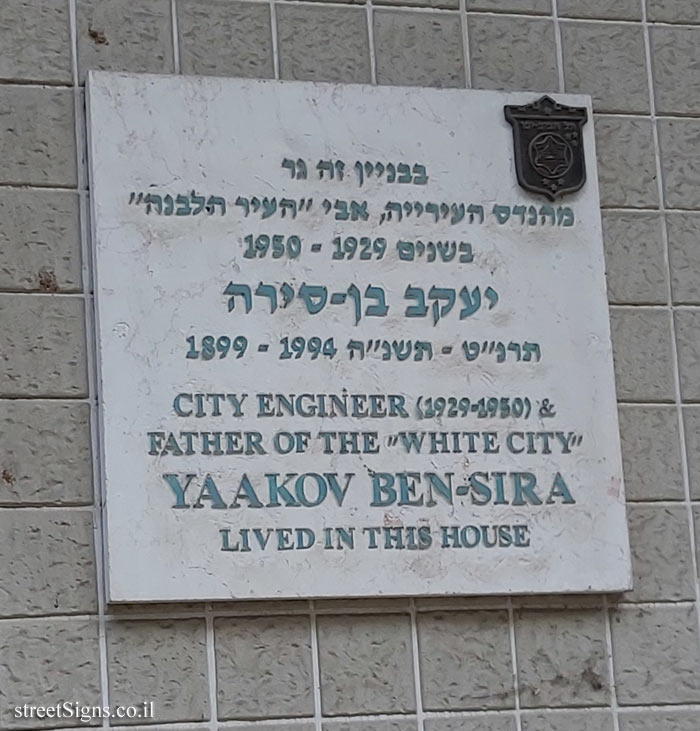 בבניין זה גר
מהנדס העירייה, אבי "העיר הלבנה"
בשנים 1929 - 1950
יעקב בן-סירה
תרנ"ט - תשנ"ה 1994 - 1899
CITY ENGINEER (1929-1950) &
FATHER OF THE "WHITE CITY"
YAAKOV BEN-SIRA
LIVED IN THIS HOUSE
streetSigns.co.il